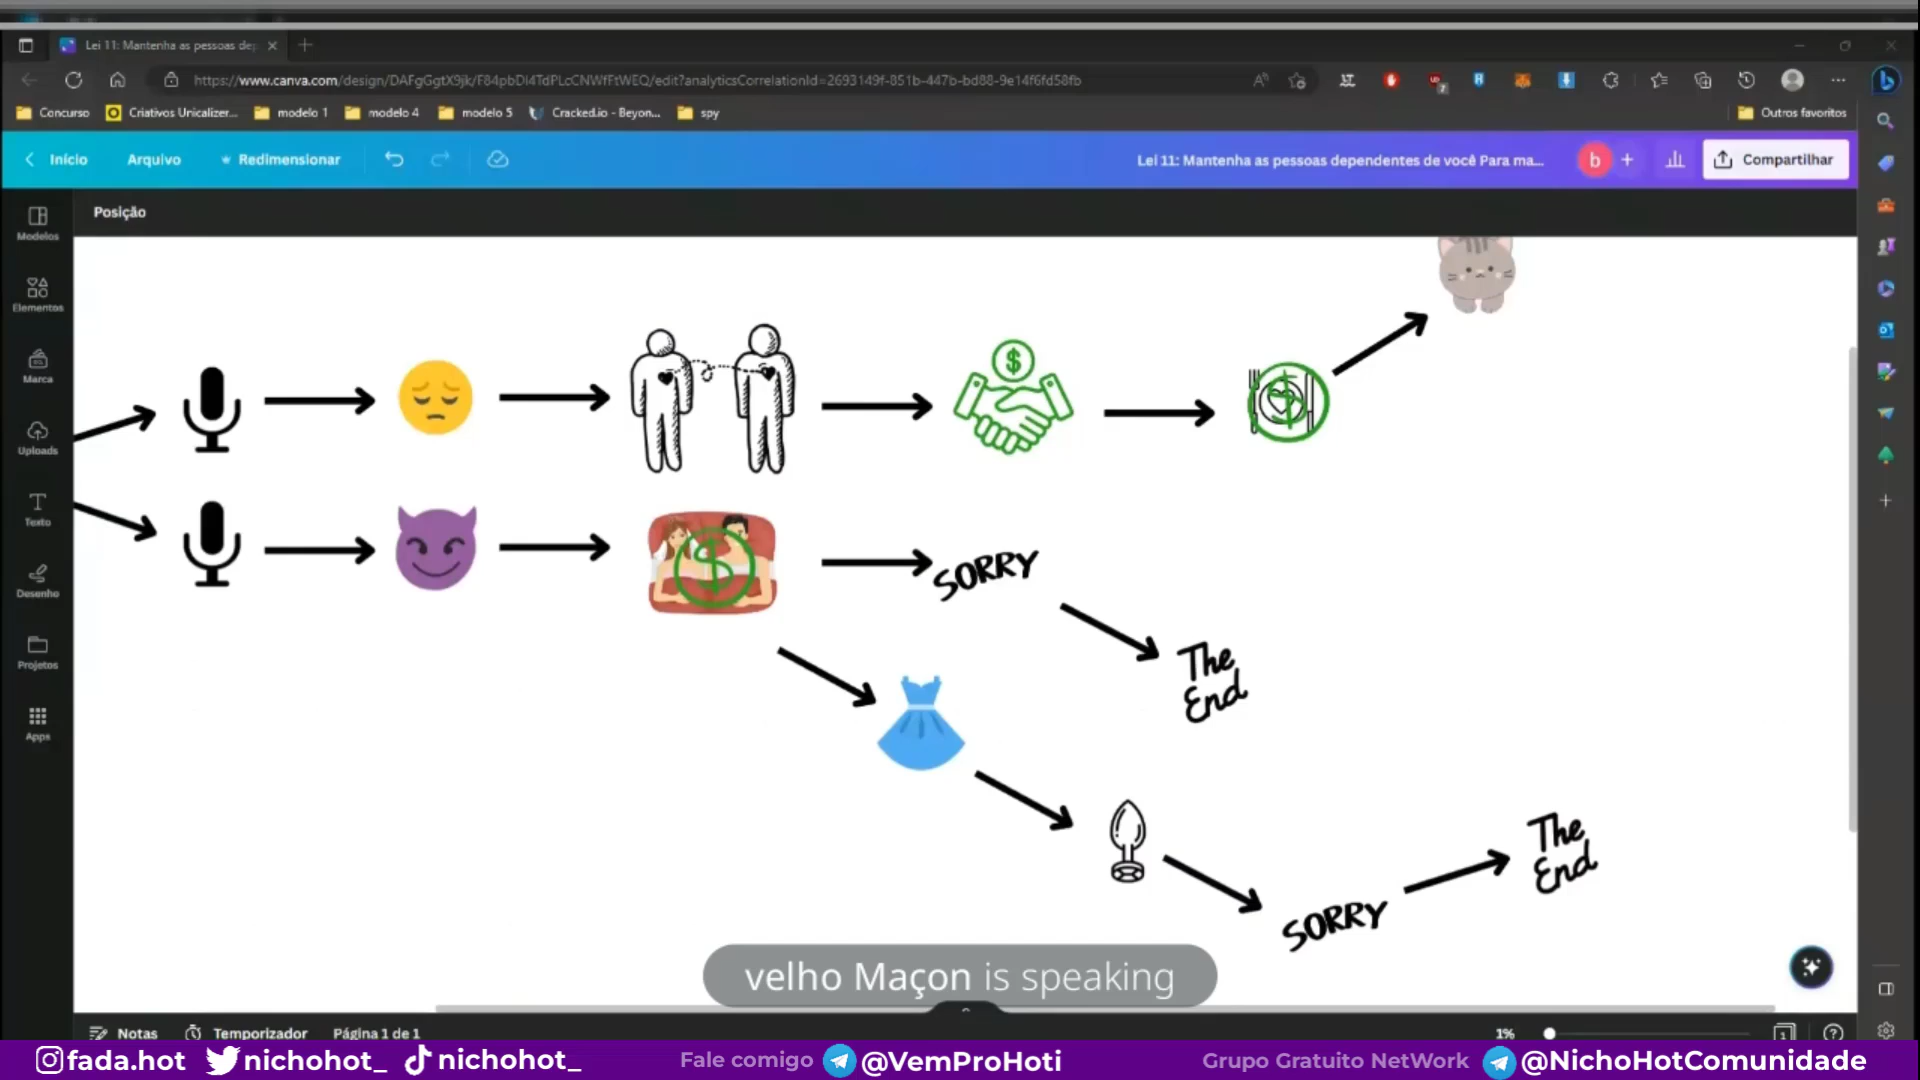 Lei 11: Mantenha as pessoas de
https://www.canva.com/design/DAFgGgtX9jk/F84pbDI4TdPLcCNWfFtWEQ/edit?analyticsCorrelationId=2693149f-851b-447b-bd88-9e14f6fd58fb
Concurso
Criativos Unicalizer...
modelo 1
modelo 4
modelo 5
Cracked.io - Beyon...
spy
Outros favoritos
Início
Arquivo
Redimensionar
Lei 11: Mantenha as pessoas dependentes de você Para ma...
b
Compartilhar
Posição
Modelos
Elementos
Marca
Uploads
Texto
Desenho
Projetos
Apps
$
$
$
SORRY
The
End
The
End
SORRY
velho Maçon is speaking
Notas
Temporizador
Página 1 de 1
1%
1
fada.hot
nichohot_
nichohot_
Fale comigo
@VemProHoti
Grupo Gratuito NetWork
@NichoHotComunidade